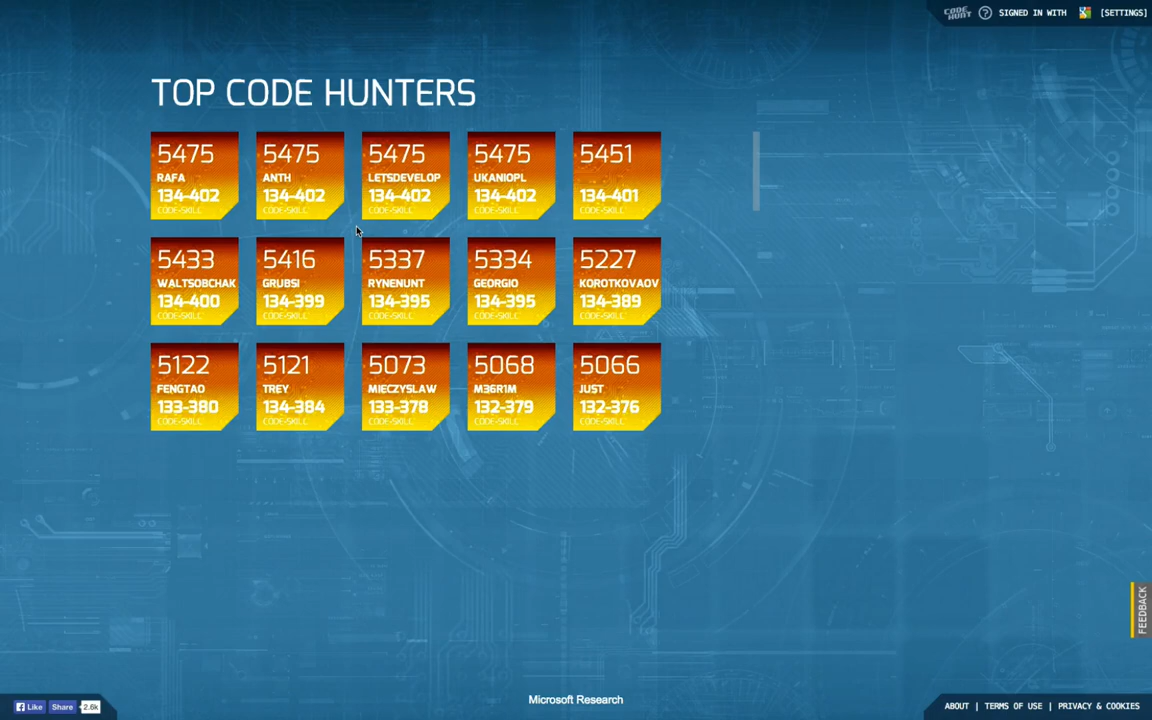 CODE HUNT ? SIGNED IN WITH [SETTINGS]
TOP CODE HUNTERS
5475 5475 5475 5475 5451
RAFA ANTH LETSDEVELOP UKANIOPL
134-402 134-402 134-402 134-402 134-401
CODE-SKILL CODE-SKILL CODE-SKILL CODE-SKILL CODE-SKILL
5433 5416 5337 5334 5227
WALTSOBCHAK GRUBSI RYNENUNT GEORGIO KOROTKOVAOV
134-400 134-399 134-395 134-395 134-389
CODE-SKILL CODE-SKILL CODE-SKILL CODE-SKILL CODE-SKILL
5122 5121 5073 5068 5066
FENGTAO TREY MIECZYSLAW M36R1M JUST
133-380 134-384 133-378 132-379 132-376
CODE-SKILL CODE-SKILL CODE-SKILL CODE-SKILL CODE-SKILL
FEEDBACK
Like Share 2.6k
Microsoft Research
ABOUT | TERMS OF USE | PRIVACY & COOKIES